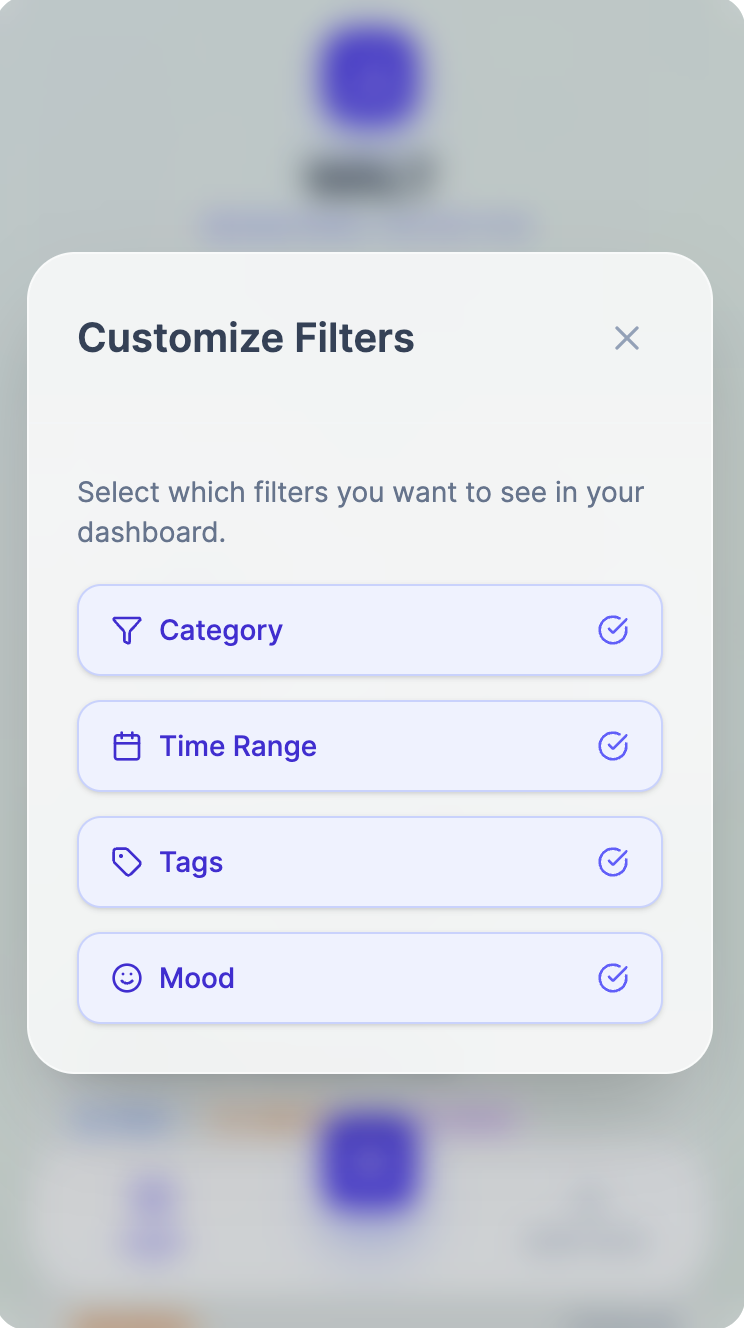 Customize Filters
Select which filters you want to see in your
dashboard.
Category
Time Range
Tags
Mood